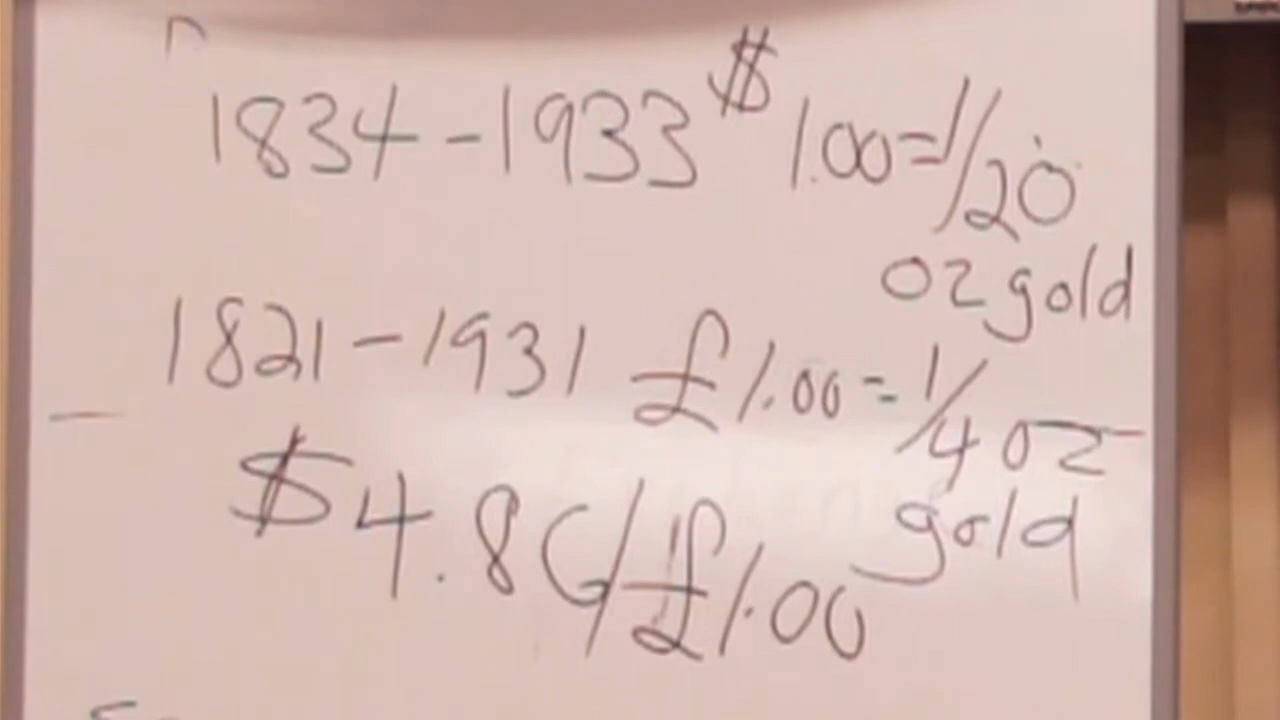 1834-1933 $1.00=1/20
oz gold
1821-1931 £1.00=1/4 oz
gold
$4.86/£1.00